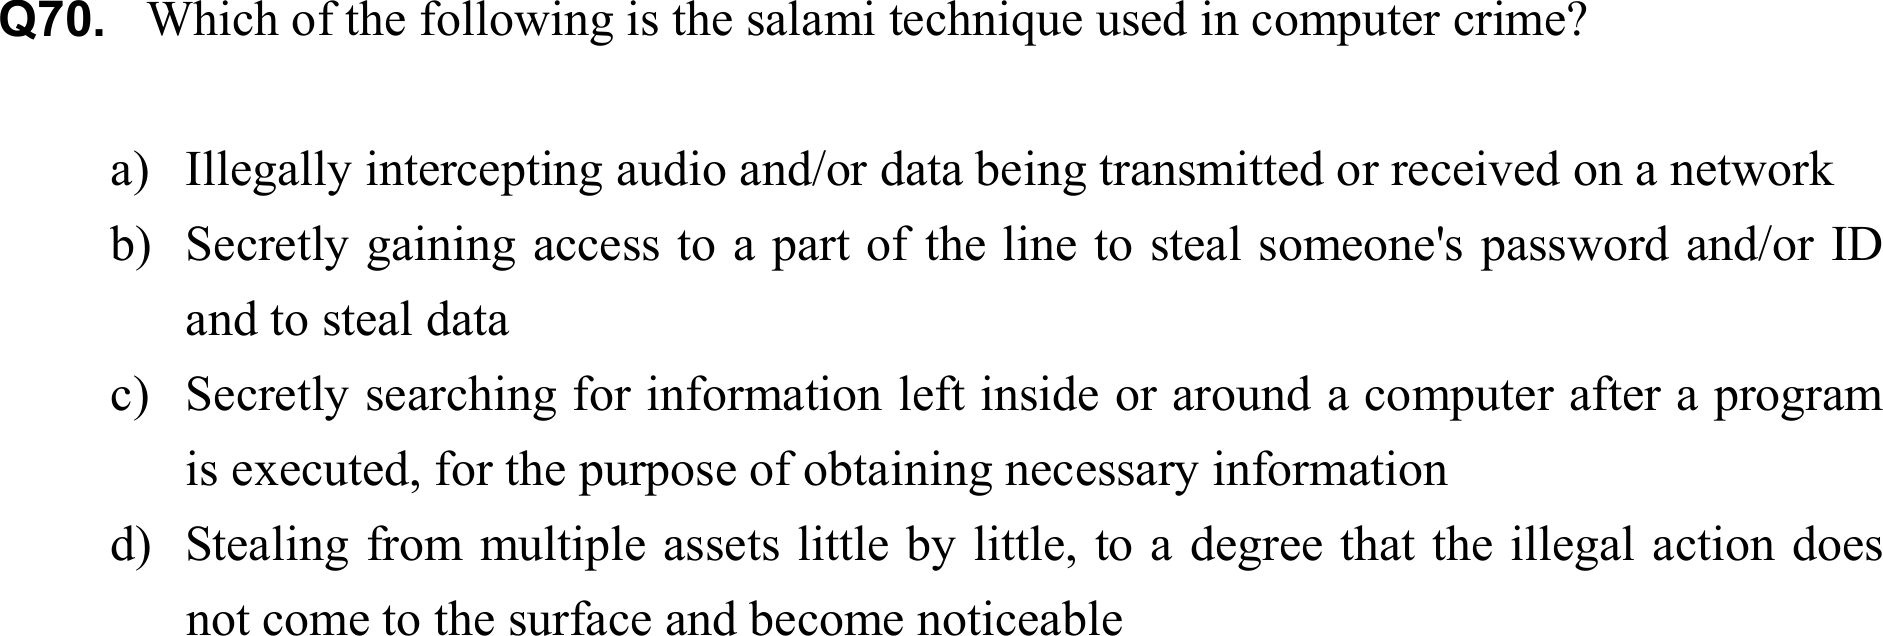 Q70. Which of the following is the salami technique used in computer crime?
a) Illegally intercepting audio and/or data being transmitted or received on a network
b) Secretly gaining access to a part of the line to steal someone's password and/or ID
and to steal data
c) Secretly searching for information left inside or around a computer after a program
is executed, for the purpose of obtaining necessary information
d) Stealing from multiple assets little by little, to a degree that the illegal action does
not come to the surface and become noticeable